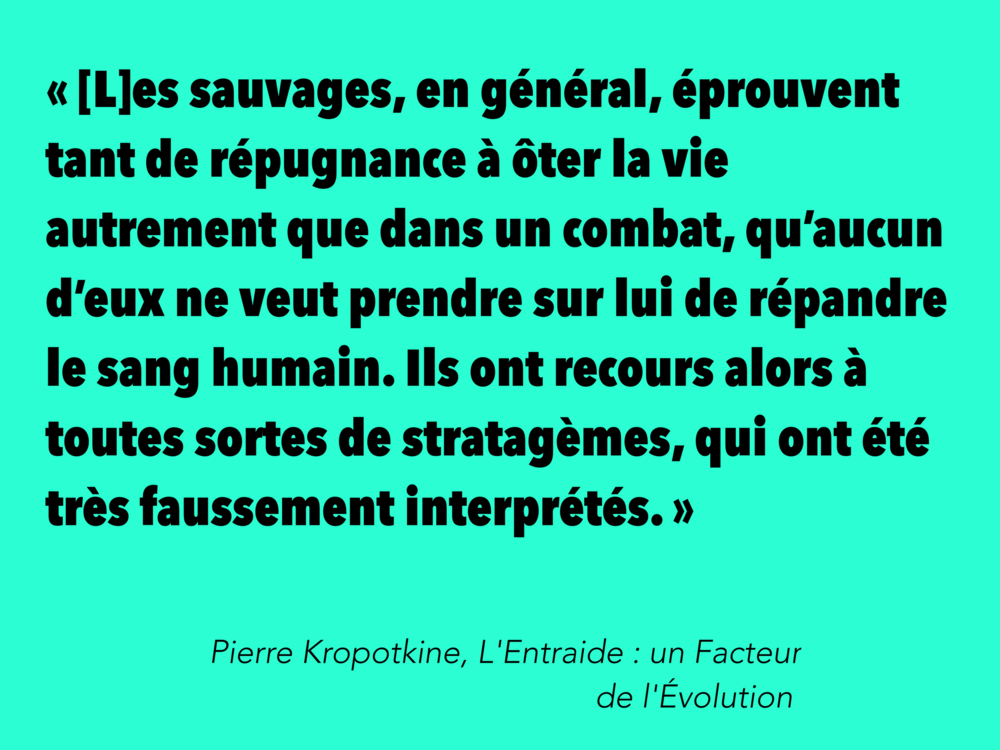 « [L]es sauvages, en général, éprouvent
tant de répugnance à ôter la vie
autrement que dans un combat, qu’aucun
d’eux ne veut prendre sur lui de répandre
le sang humain. Ils ont recours alors à
toutes sortes de stratagèmes, qui ont été
très faussement interprétés. »
Pierre Kropotkine, L'Entraide : un Facteur
de l'Évolution